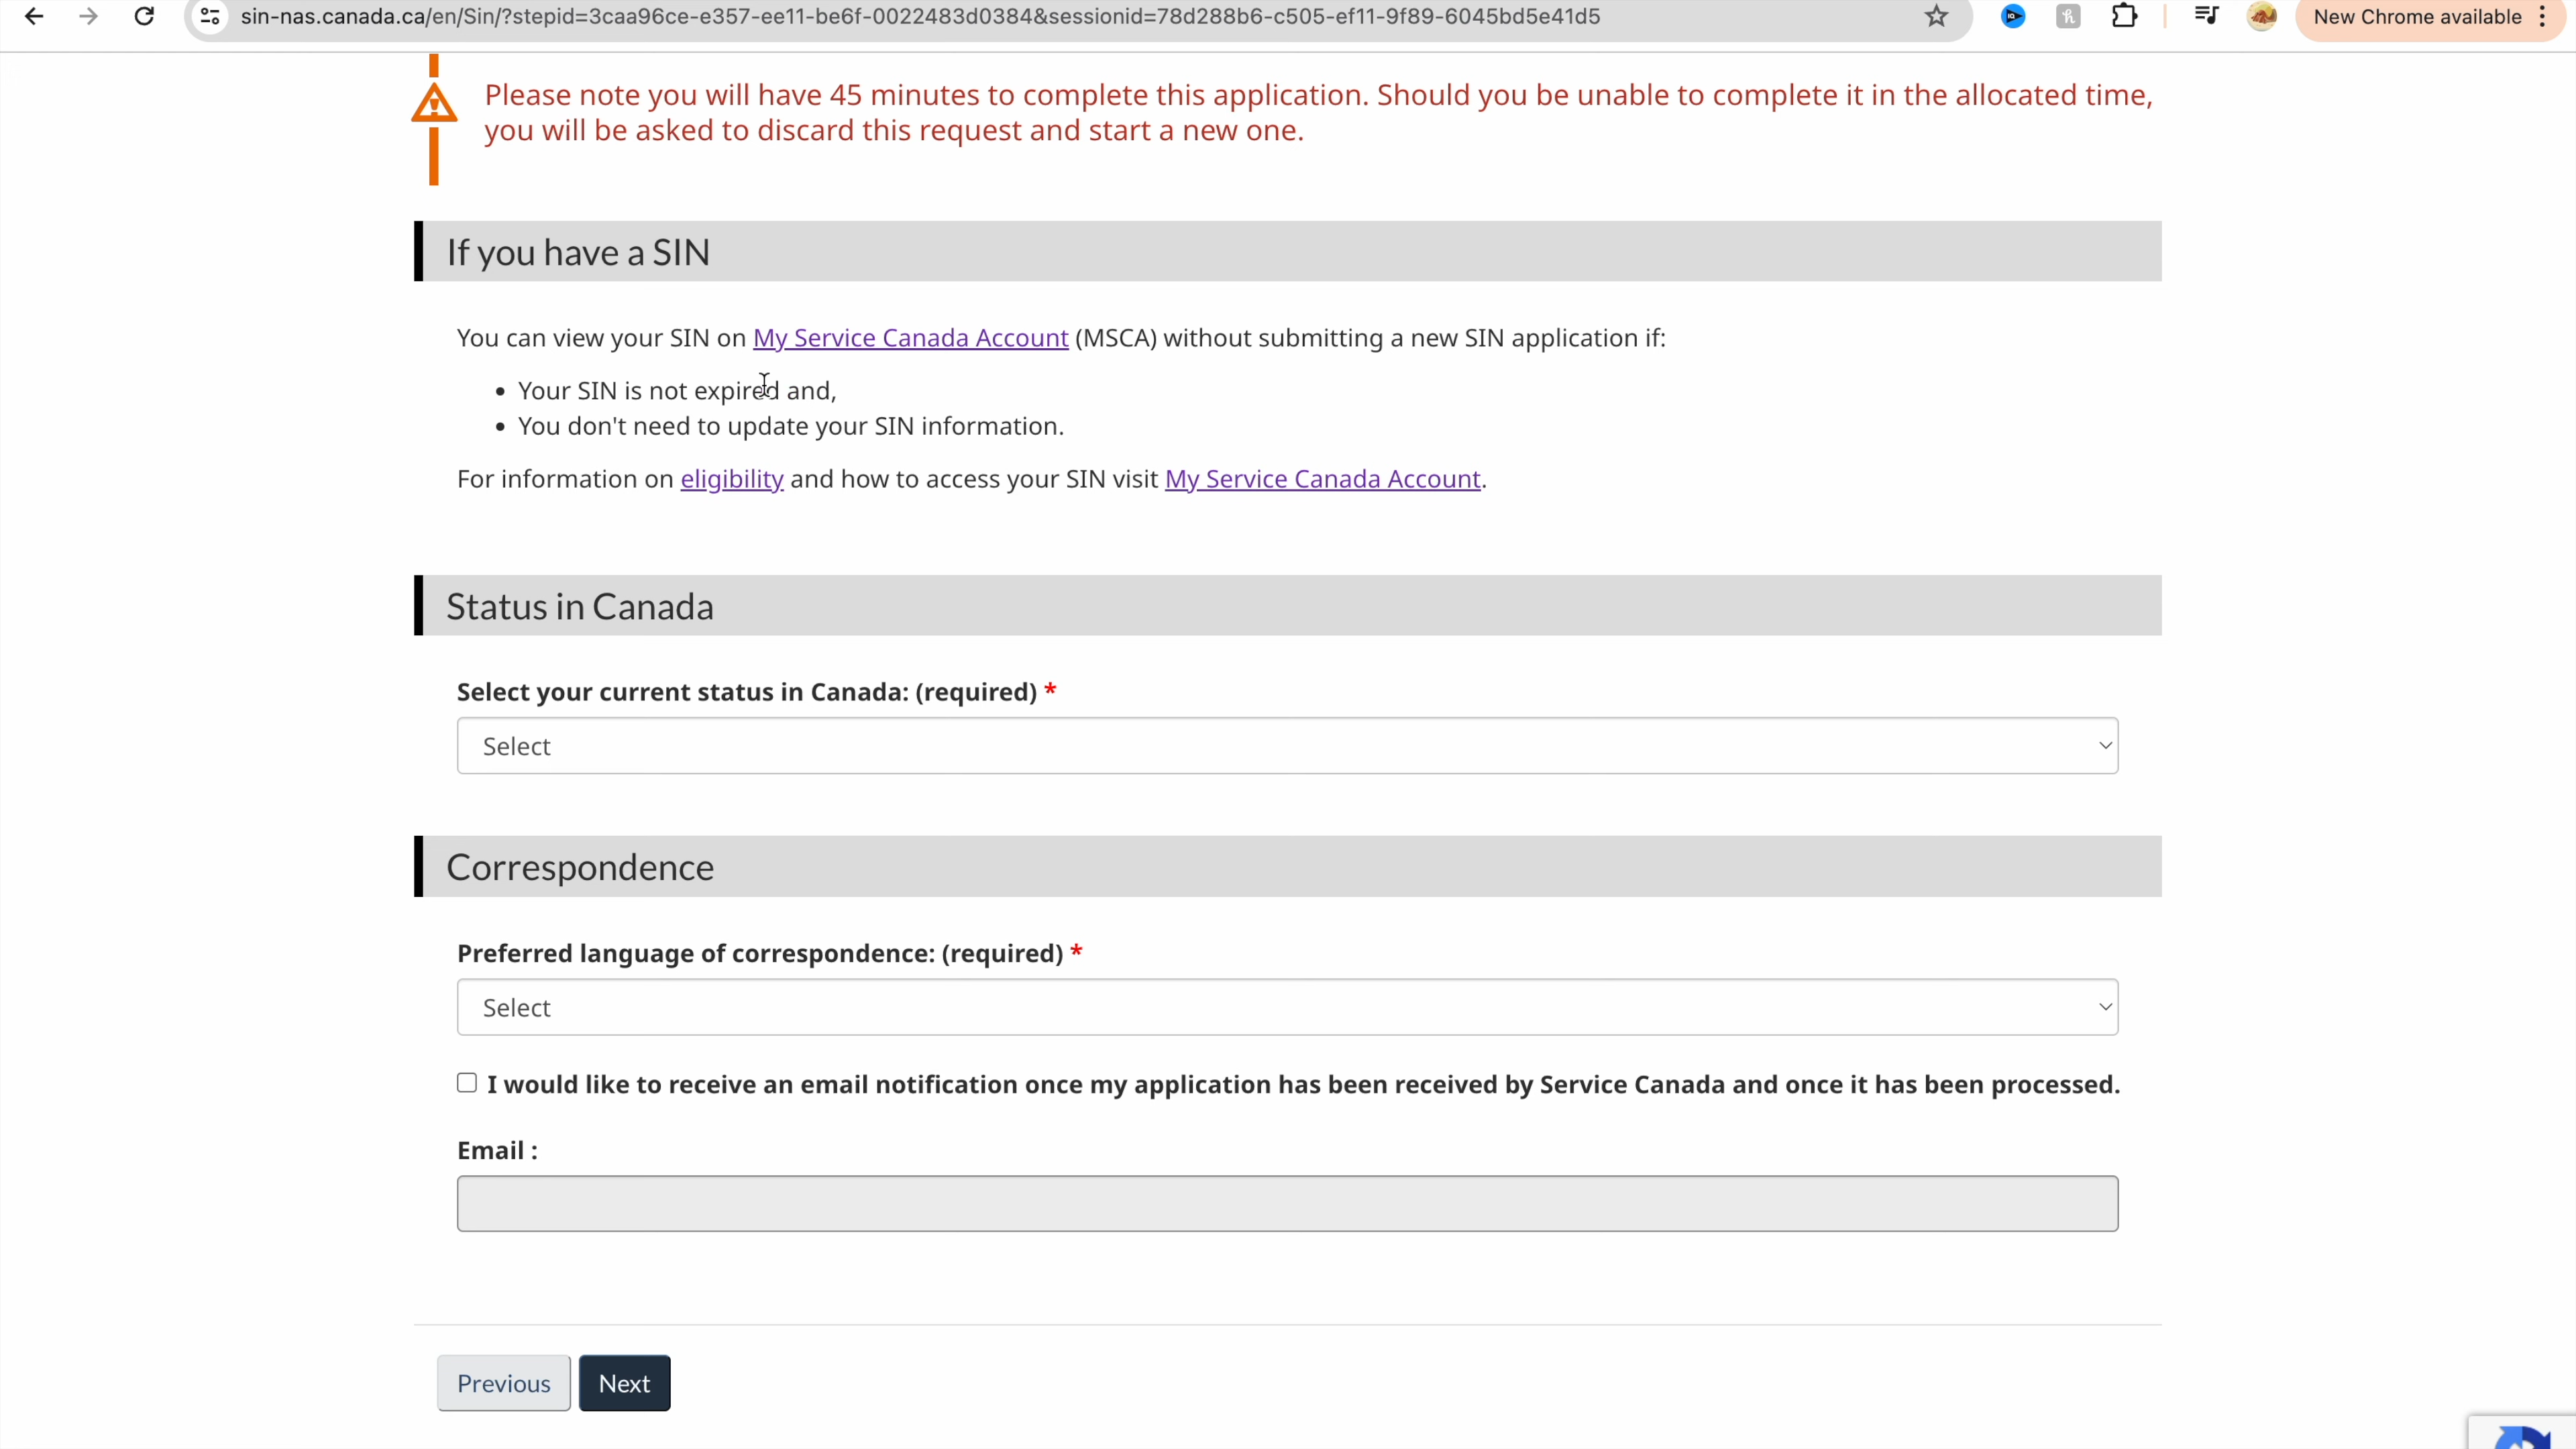 sin-nas.canada.ca/en/Sin/?stepid=3caa96ce-e357-ee11-be6f-0022483d0384&sessionid=78d288b6-c505-ef11-9f89-6045bd5e41d5
New Chrome available
Please note you will have 45 minutes to complete this application. Should you be unable to complete it in the allocated time,
you will be asked to discard this request and start a new one.
If you have a SIN
You can view your SIN on My Service Canada Account (MSCA) without submitting a new SIN application if:
• Your SIN is not expired and,
• You don't need to update your SIN information.
For information on eligibility and how to access your SIN visit My Service Canada Account.
Status in Canada
Select your current status in Canada: (required) *
Select
Correspondence
Preferred language of correspondence: (required) *
Select
I would like to receive an email notification once my application has been received by Service Canada and once it has been processed.
Email :
Previous
Next